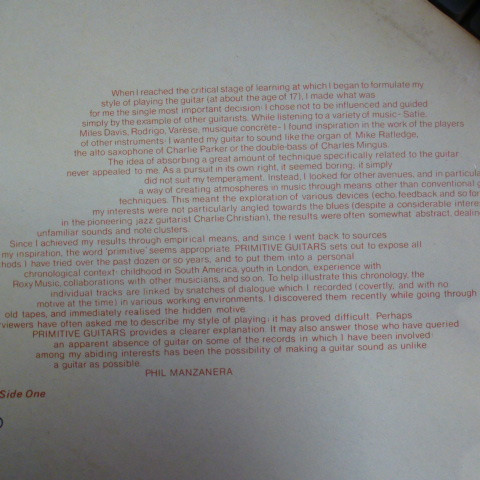 When I reached the critical stage of learning at which I began to formulate my
style of playing the guitar (at about the age of 17), I made what was
for me the single most important decision: I chose not to be influenced and guided
simply by the example of other guitarists. While listening to a variety of music - Satie,
Miles Davis, Rodrigo, Varèse, musique concrete - I found inspiration in the work of the players
of other instruments: I wanted my guitar to sound like the organ of Mike Ratledge,
the alto saxophone of Charlie Parker or the double-bass of Charles Mingus.
The idea of absorbing a great amount of technique specifically related to the guitar
never appealed to me. As a pursuit in its own right, it seemed boring; it simply
did not suit my temperament. Instead, I looked for other avenues, and in particula
a way of creating atmospheres in music through means other than conventional
techniques. This meant the exploration of various devices (echo, feedback and so for
my interests were not particularly angled towards the blues (despite a considerable intere
in the pioneering jazz guitarist Charlie Christian), the results were often somewhat abstract, dealin
unfamiliar sounds and note clusters.
Since I achieved my results through empirical means, and since I went back to sources
my inspiration, the word 'primitive' seems appropriate. PRIMITIVE GUITARS sets out to expose all
hods I have tried over the past dozen or so years, and to put them into a personal
chronological context: childhood in South America, youth in London, experience with
Roxy Music, collaborations with other musicians, and so on. To help illustrate this chronology, the
individual tracks are linked by snatches of dialogue which I recorded (covertly, and with no
motive at the time) in various working environments. I discovered them recently while going through
old tapes, and immediately realised the hidden motive.
viewers have often asked me to describe my style of playing: it has proved difficult. Perhaps
PRIMITIVE GUITARS provides a clearer explanation. It may also answer those who have queried
an apparent absence of guitar on some of the records in which I have been involved:
among my abiding interests has been the possibility of making a guitar sound as unlike
a guitar as possible.
PHIL MANZANERA
Side One